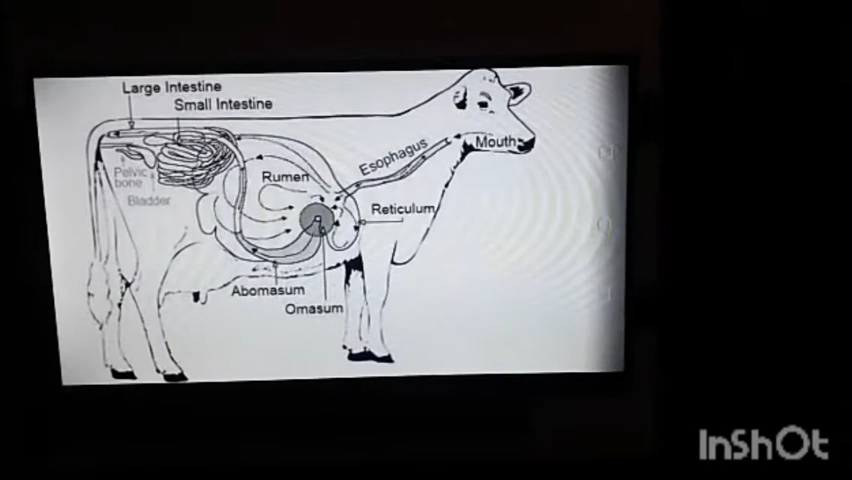 Large Intestine
Small Intestine
Mouth
Esophagus
Pelvic
bone
Rumen
Bladder
Reticulum
Abomasum
Omasum
InShOt